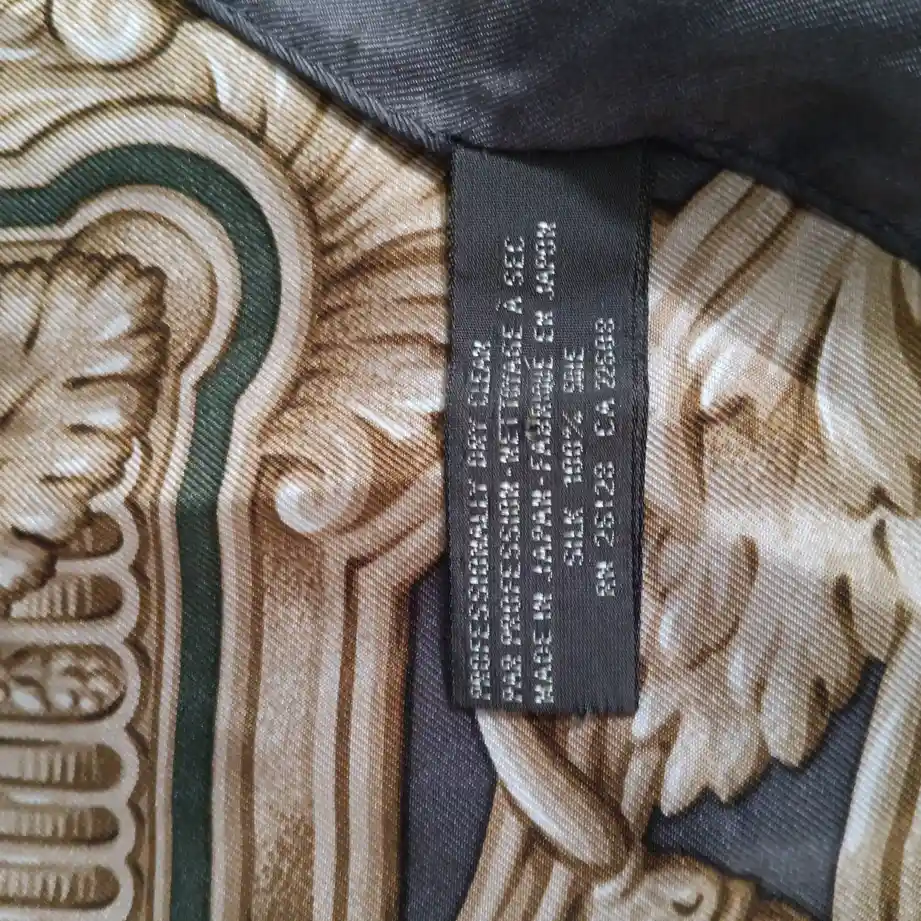 PROFESSIONALLY DRY CLEAN
PAR PROFESSION-NETTOYAGE À SEC
MADE IN JAPAN-FABRIQUÉ EN JAPON
SILK 100% SOIE
RN 26128 CA 22688